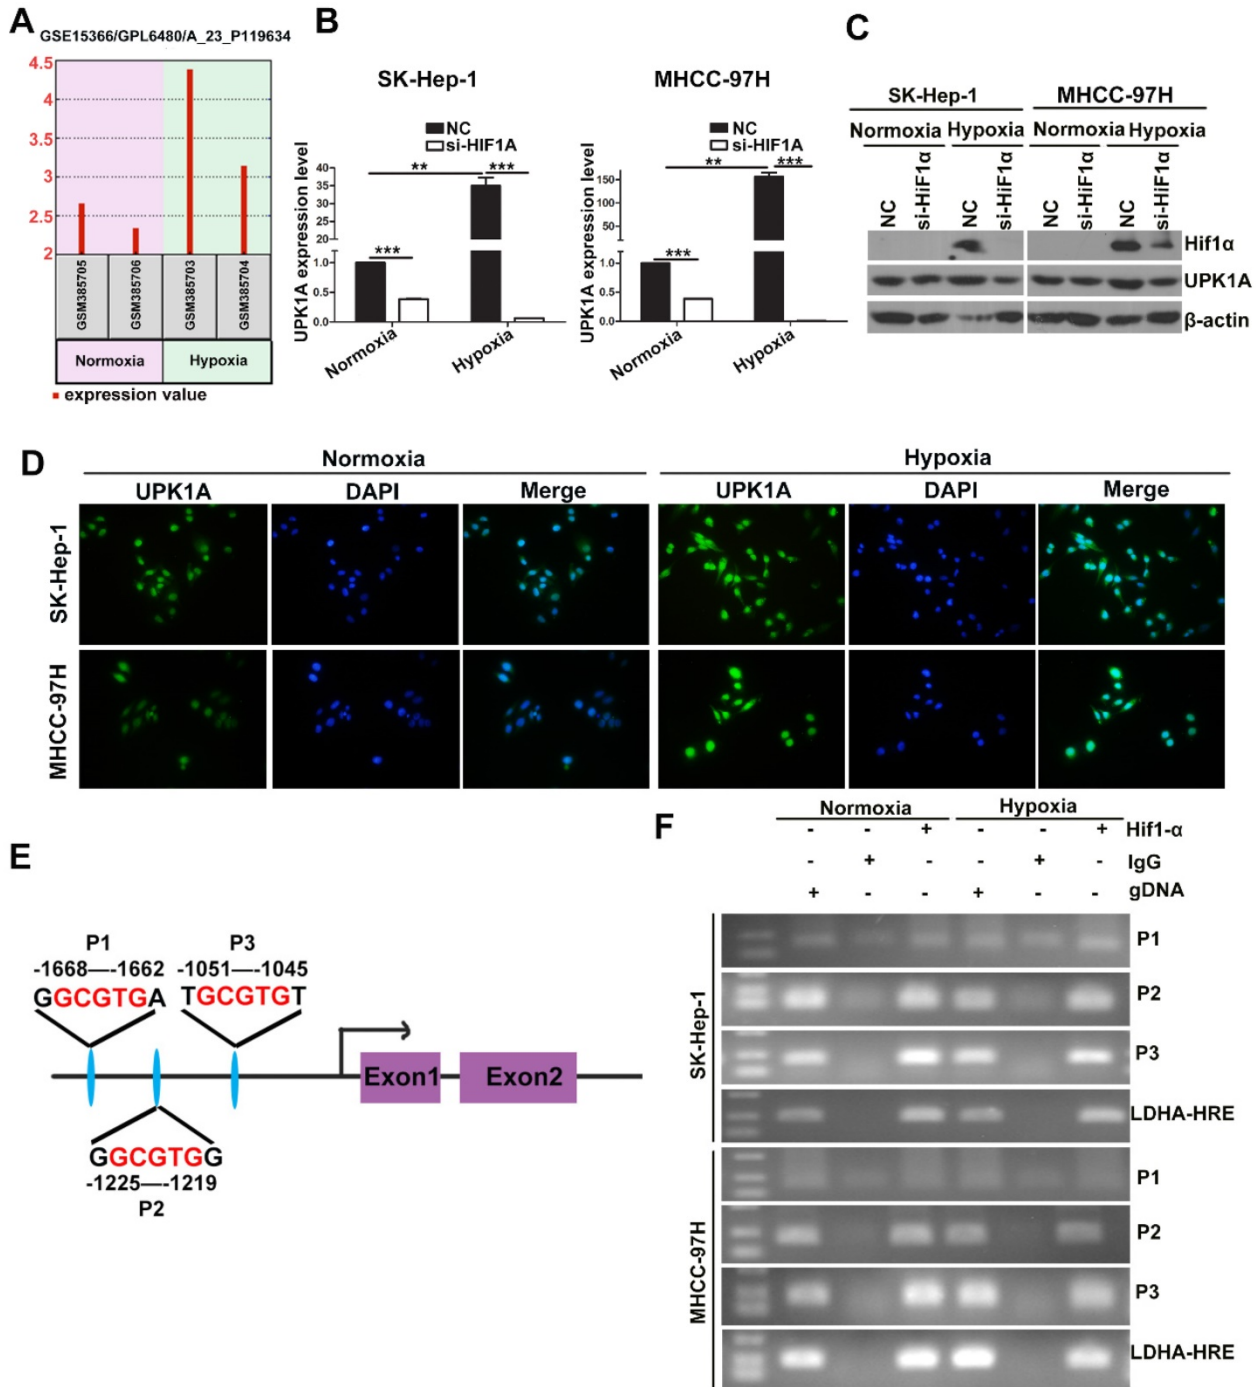 A
GSE15366/GPL6480/A_23_P119634
4.5
4
3.5
3
2.5
2
GSM385705
GSM385706
GSM385703
GSM385704
Normoxia
Hypoxia
expression value
B
SK-Hep-1
NC
si-HIF1A
UPK1A expression level
** ***
40
35
30
25
20
***
1.0
0.5
0.0
Normoxia
Hypoxia
MHCC-97H
NC
si-HIF1A
UPK1A expression level
** ***
150
100
50
***
1.0
0.5
0.0
Normoxia
Hypoxia
C
SK-Hep-1 MHCC-97H
Normoxia Hypoxia Normoxia Hypoxia
NC si-HiF1α NC si-HiF1α NC si-HiF1α NC si-HiF1α
Hif1α
UPK1A
β-actin
D
Normoxia Hypoxia
UPK1A DAPI Merge UPK1A DAPI Merge
SK-Hep-1
MHCC-97H
E
P1 P3
-1668—-1662 -1051—-1045
GGCGTGA TGCGTGT
Exon1 Exon2
GGCGTGG
-1225—-1219
P2
F
Normoxia Hypoxia
- - + - - + Hif1-α
- + - - + - IgG
+ - - + - - gDNA
SK-Hep-1
P1
P2
P3
LDHA-HRE
MHCC-97H
P1
P2
P3
LDHA-HRE